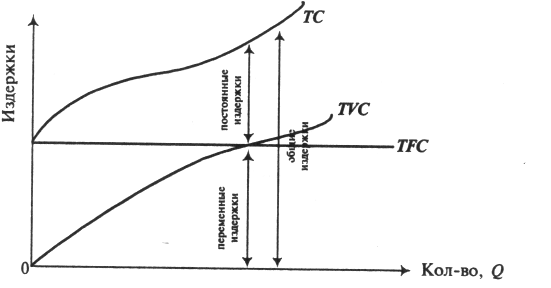 TC
Издержки
постоянные
издержки
TVC
общие
издержки
TFC
переменные
издержки
0
Кол-во, Q